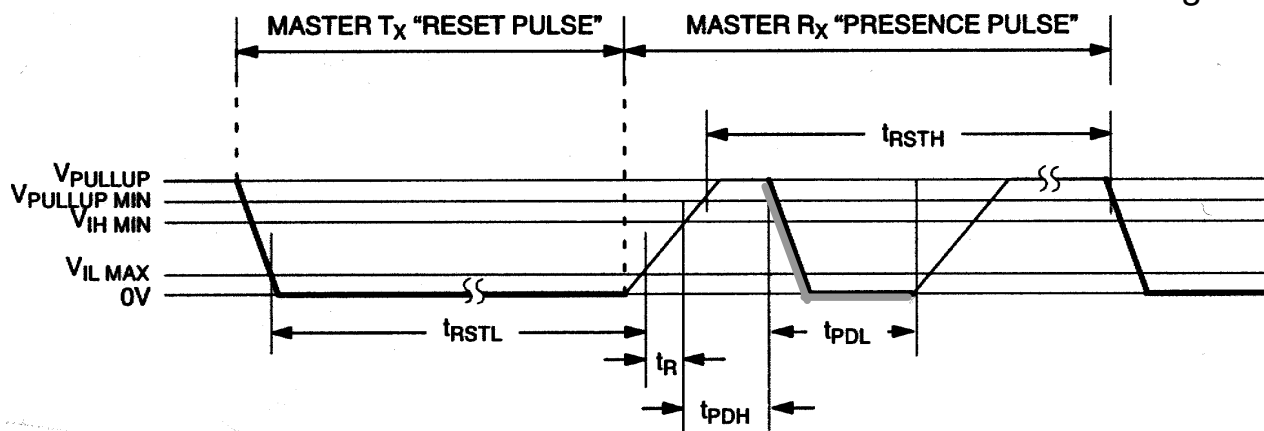 MASTER TX "RESET PULSE" MASTER RX "PRESENCE PULSE"
tRSTH
VPULLUP
VPULLUP MIN
VIH MIN
VIL MAX
0V
tRSTL
tPDL
tR
tPDH